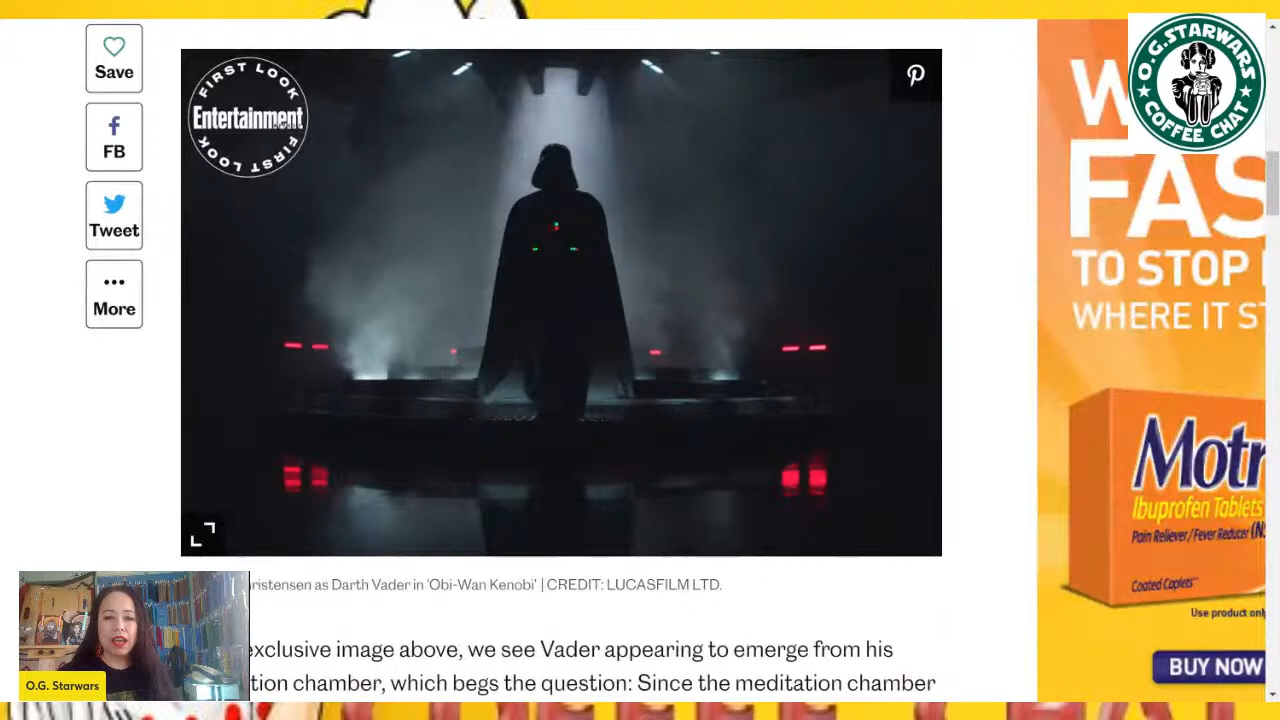 Save
FB
Tweet
More
FIRST LOOK
Entertainment
FIRST LOOK
O.G.STARWARS
COFFEE CHAT
W
FAS
TO STOP
WHERE IT ST
Motr
Ibuprofen Tablets
Pain Reliever/Fever Reducer
Coated Caplets
Use product only
BUY NOW
ristensen as Darth Vader in 'Obi-Wan Kenobi' | CREDIT: LUCASFILM LTD.
exclusive image above, we see Vader appearing to emerge from his
tion chamber, which begs the question: Since the meditation chamber
O.G. Starwars